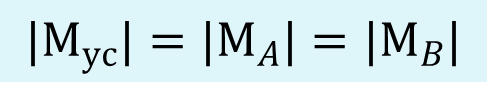 |M_yc| = |M_A| = |M_B|